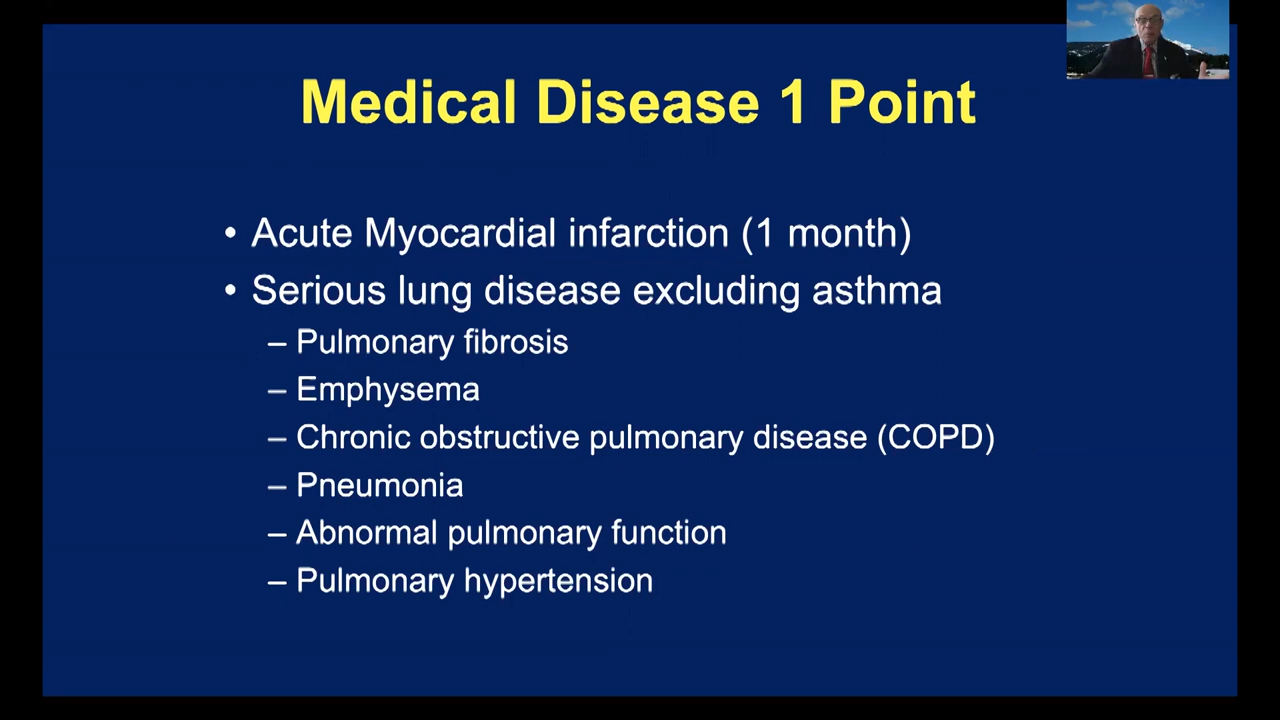 Medical Disease 1 Point
• Acute Myocardial infarction (1 month)
• Serious lung disease excluding asthma
– Pulmonary fibrosis
– Emphysema
– Chronic obstructive pulmonary disease (COPD)
– Pneumonia
– Abnormal pulmonary function
– Pulmonary hypertension